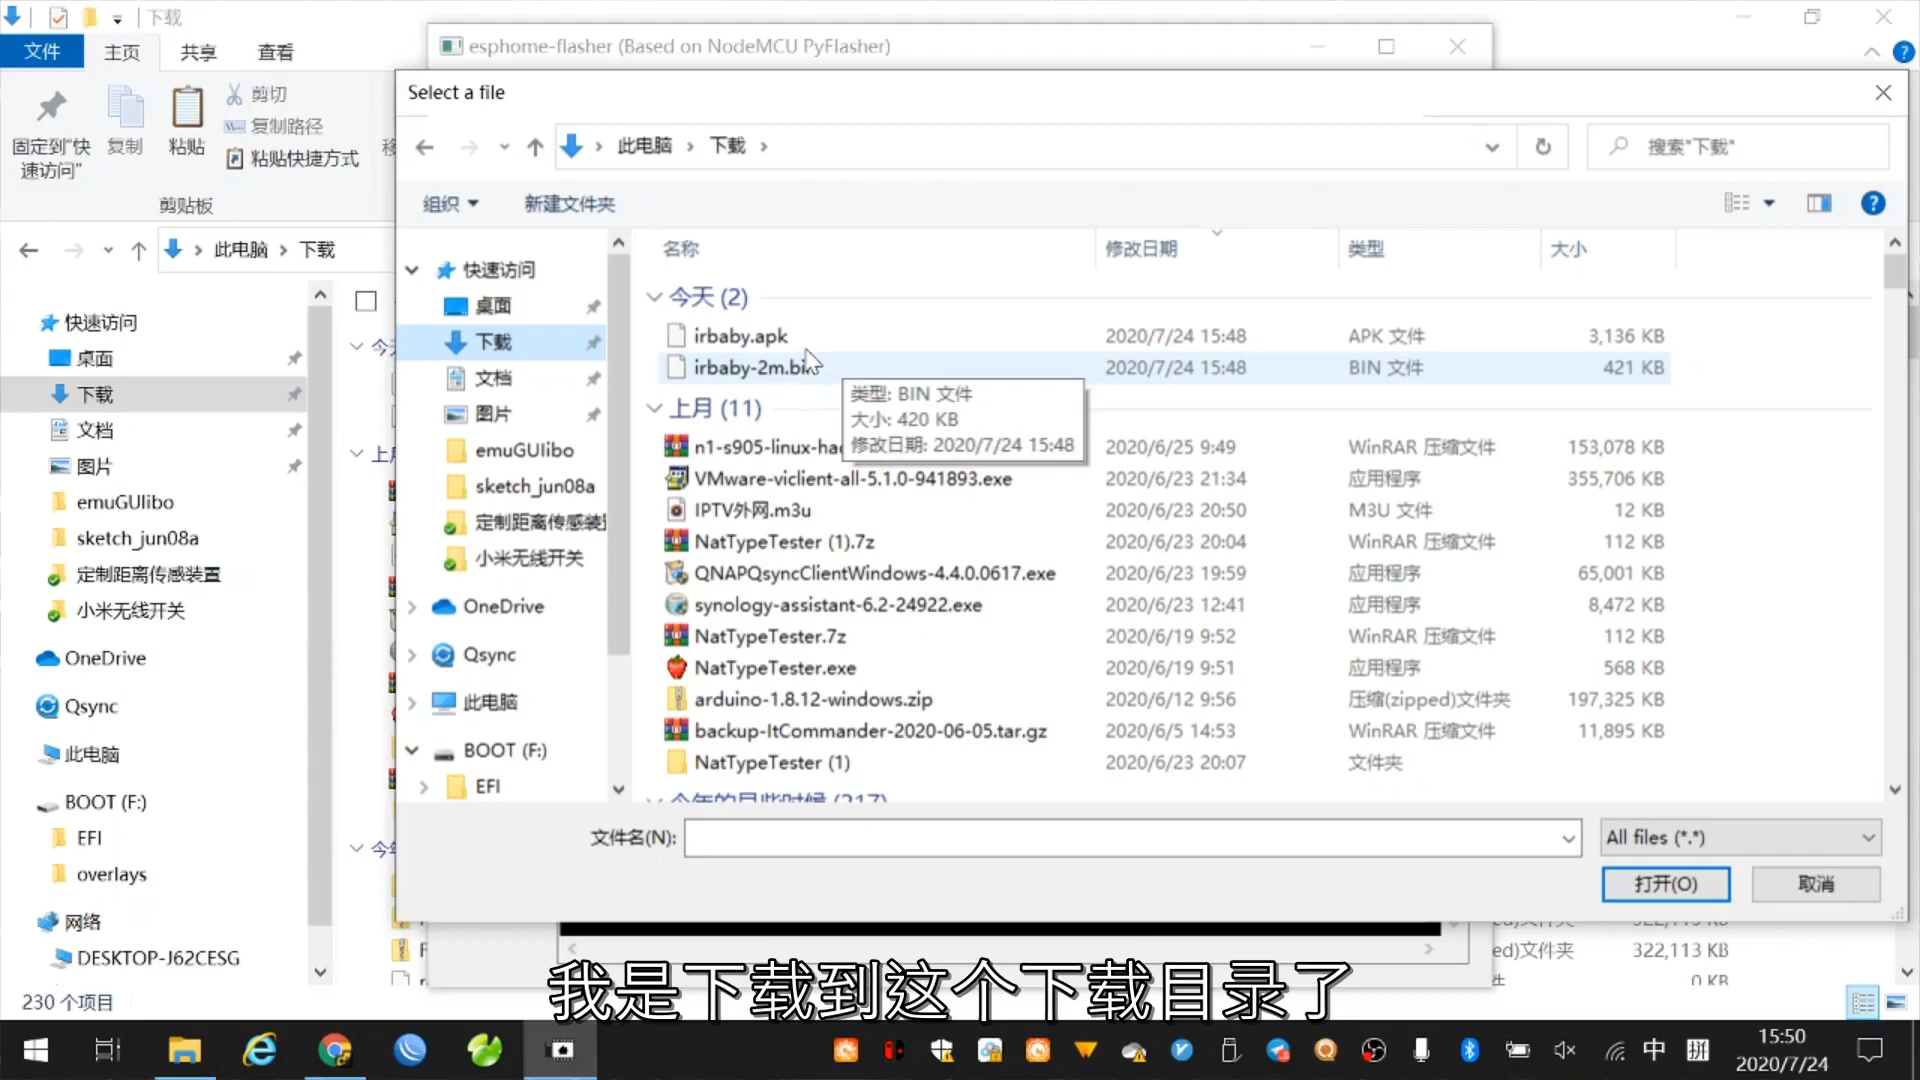 下载
文件
主页
共享
查看
固定到"快
速访问"
复制
粘贴
剪切
复制路径
粘贴快捷方式
剪贴板
此电脑
下载
快速访问
桌面
下载
文档
图片
emuGUIibo
sketch_jun08a
定制距离传感装置
小米无线开关
OneDrive
Qsync
此电脑
BOOT (F:)
EFI
overlays
网络
DESKTOP-J62CESG
230 个项目
esphome-flasher (Based on NodeMCU PyFlasher)
Select a file
此电脑
下载
搜索"下载"
组织
新建文件夹
快速访问
桌面
下载
文档
图片
emuGUIibo
sketch_jun08a
定制距离传感装
小米无线开关
OneDrive
Qsync
此电脑
BOOT (F:)
EFI
名称 修改日期 类型 大小
今天 (2)
irbaby.apk 2020/7/24 15:48 APK 文件 3,136 KB
irbaby-2m.bin 2020/7/24 15:48 BIN 文件 421 KB
类型: BIN 文件
大小: 420 KB
修改日期: 2020/7/24 15:48
上月 (11)
n1-s905-linux-ha 2020/6/25 9:49 WinRAR 压缩文件 153,078 KB
VMware-viclient-all-5.1.0-941893.exe 2020/6/23 21:34 应用程序 355,706 KB
IPTV外网.m3u 2020/6/23 20:50 M3U 文件 12 KB
NatTypeTester (1).7z 2020/6/23 20:04 WinRAR 压缩文件 112 KB
QNAPQsyncClientWindows-4.4.0.0617.exe 2020/6/23 19:59 应用程序 65,001 KB
synology-assistant-6.2-24922.exe 2020/6/23 12:41 应用程序 8,472 KB
NatTypeTester.7z 2020/6/19 9:52 WinRAR 压缩文件 112 KB
NatTypeTester.exe 2020/6/19 9:51 应用程序 568 KB
arduino-1.8.12-windows.zip 2020/6/12 9:56 压缩(zipped)文件夹 197,325 KB
backup-ItCommander-2020-06-05.tar.gz 2020/6/5 14:53 WinRAR 压缩文件 11,895 KB
NatTypeTester (1) 2020/6/23 20:07 文件夹
文件名(N):
All files (*.*)
打开(O)
取消
ed)文件夹 322,113 KB
我是下载到这个下载目录了
中
拼
15:50
2020/7/24